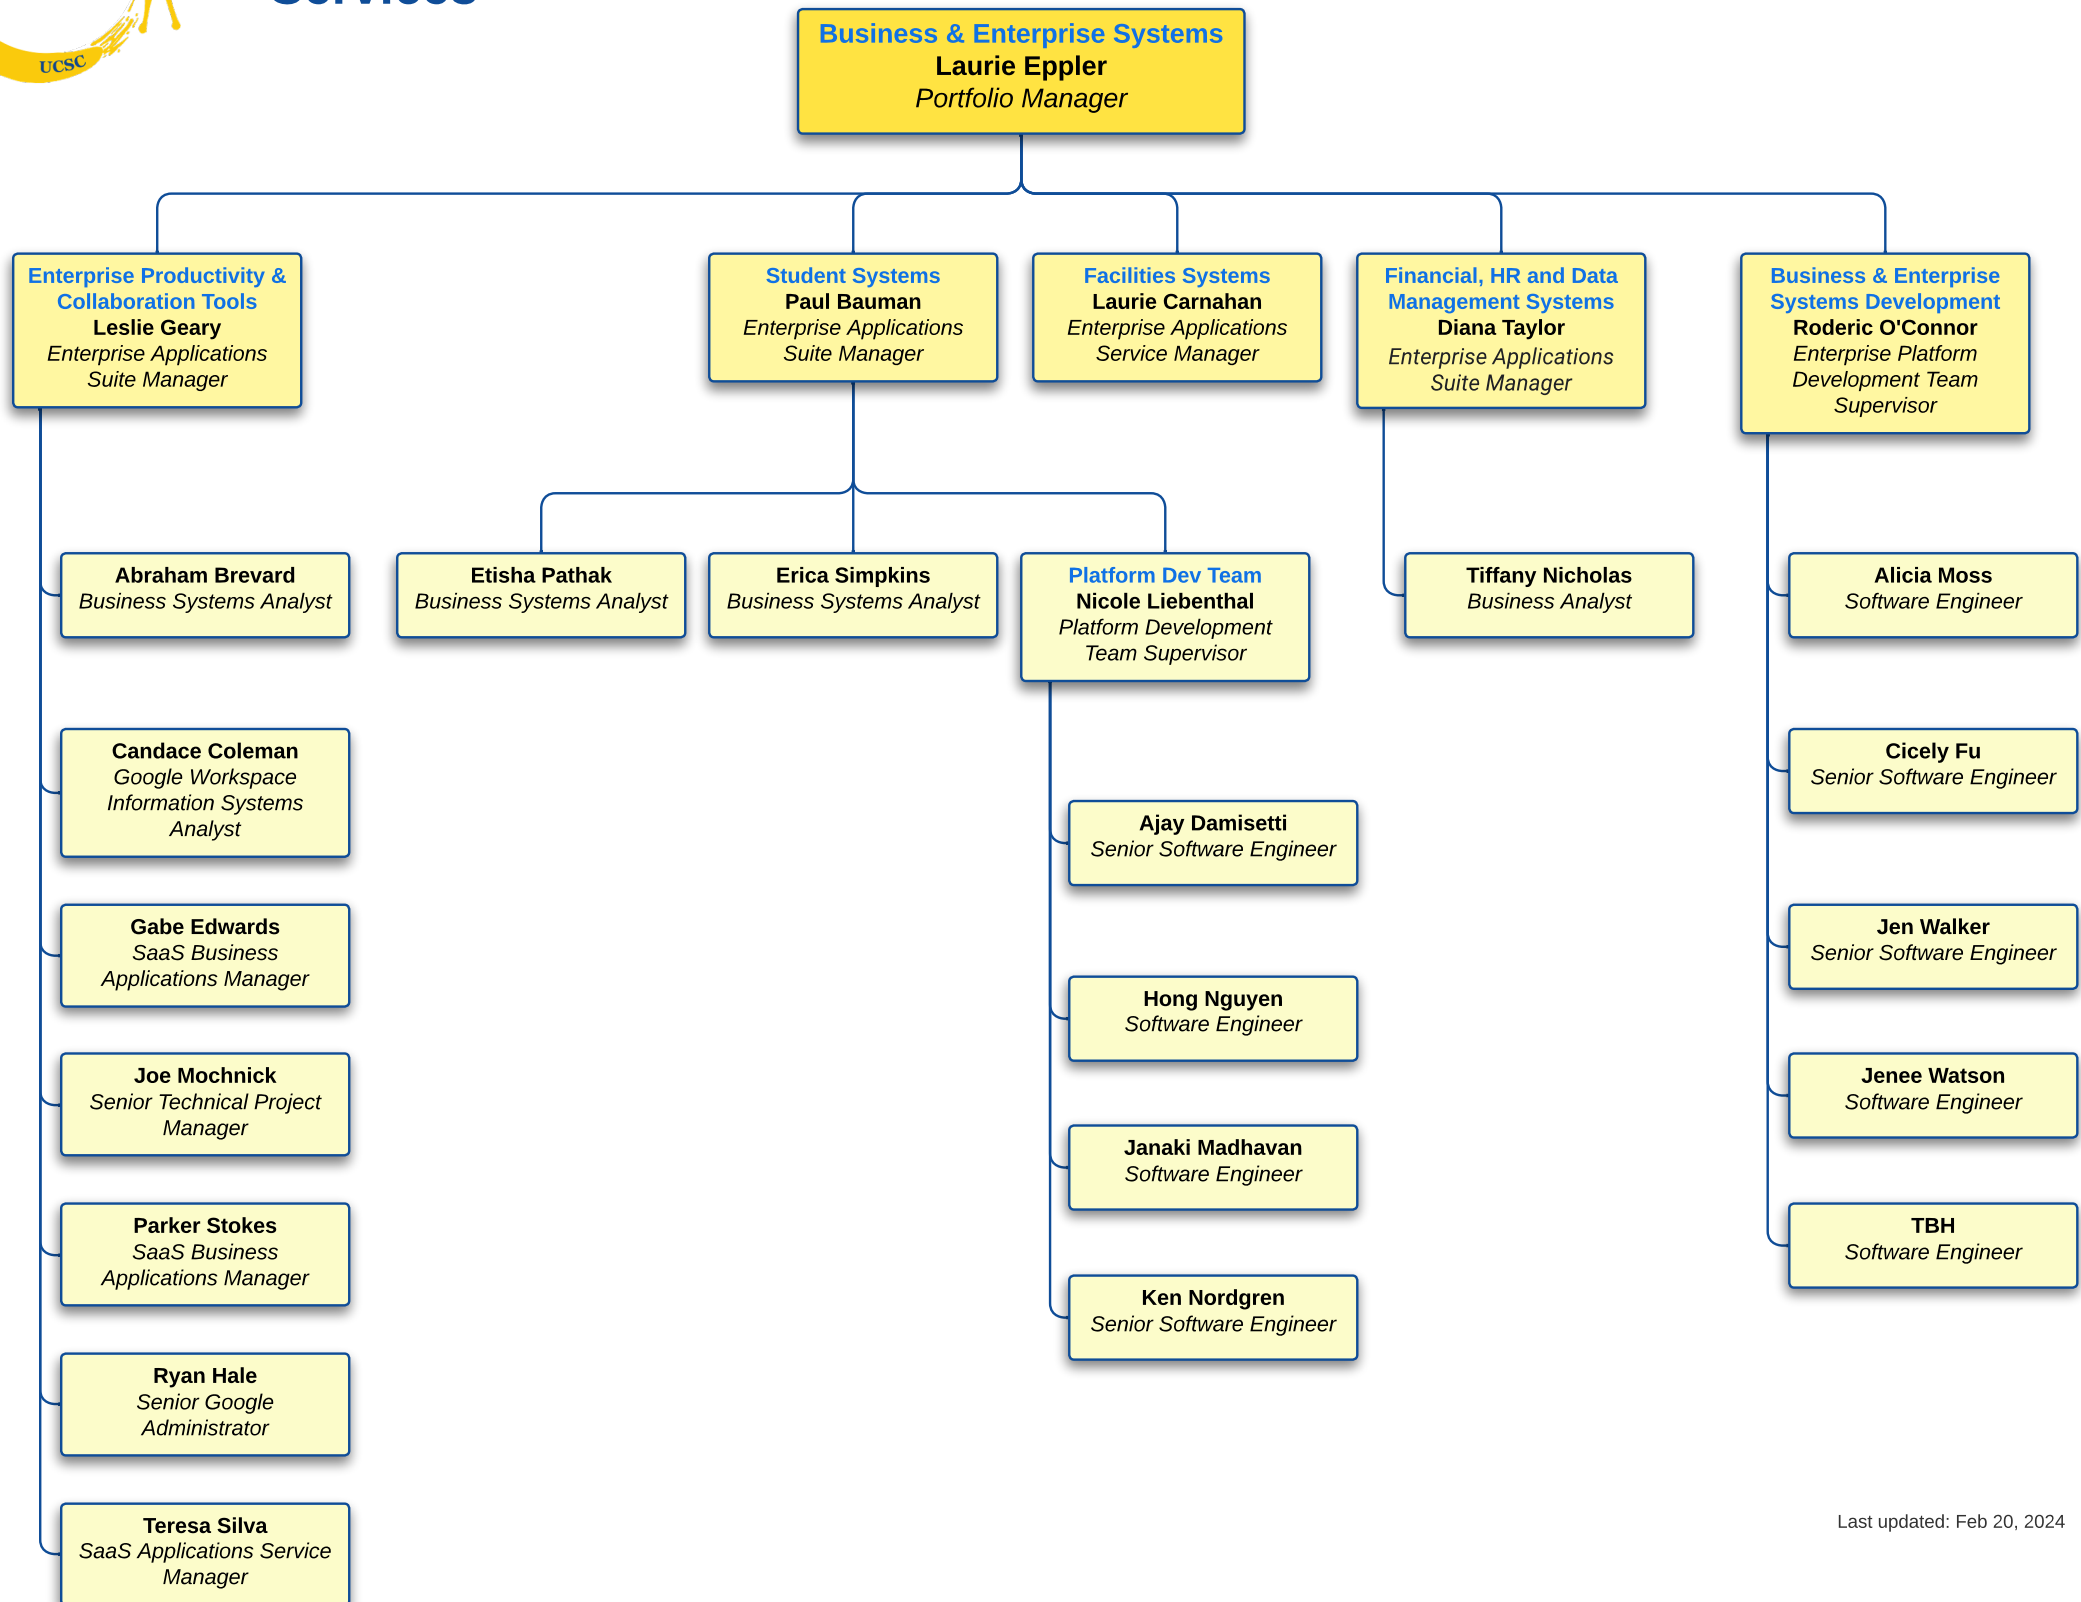 Services
UCSC
Business & Enterprise Systems
Laurie Eppler
Portfolio Manager
Enterprise Productivity &
Collaboration Tools
Leslie Geary
Enterprise Applications
Suite Manager
Student Systems
Paul Bauman
Enterprise Applications
Suite Manager
Facilities Systems
Laurie Carnahan
Enterprise Applications
Service Manager
Financial, HR and Data
Management Systems
Diana Taylor
Enterprise Applications
Suite Manager
Business & Enterprise
Systems Development
Roderic O'Connor
Enterprise Platform
Development Team
Supervisor
Abraham Brevard
Business Systems Analyst
Candace Coleman
Google Workspace
Information Systems
Analyst
Gabe Edwards
SaaS Business
Applications Manager
Joe Mochnick
Senior Technical Project
Manager
Parker Stokes
SaaS Business
Applications Manager
Ryan Hale
Senior Google
Administrator
Teresa Silva
SaaS Applications Service
Manager
Etisha Pathak
Business Systems Analyst
Erica Simpkins
Business Systems Analyst
Platform Dev Team
Nicole Liebenthal
Platform Development
Team Supervisor
Ajay Damisetti
Senior Software Engineer
Hong Nguyen
Software Engineer
Janaki Madhavan
Software Engineer
Ken Nordgren
Senior Software Engineer
Tiffany Nicholas
Business Analyst
Alicia Moss
Software Engineer
Cicely Fu
Senior Software Engineer
Jen Walker
Senior Software Engineer
Jenee Watson
Software Engineer
TBH
Software Engineer
Last updated: Feb 20, 2024